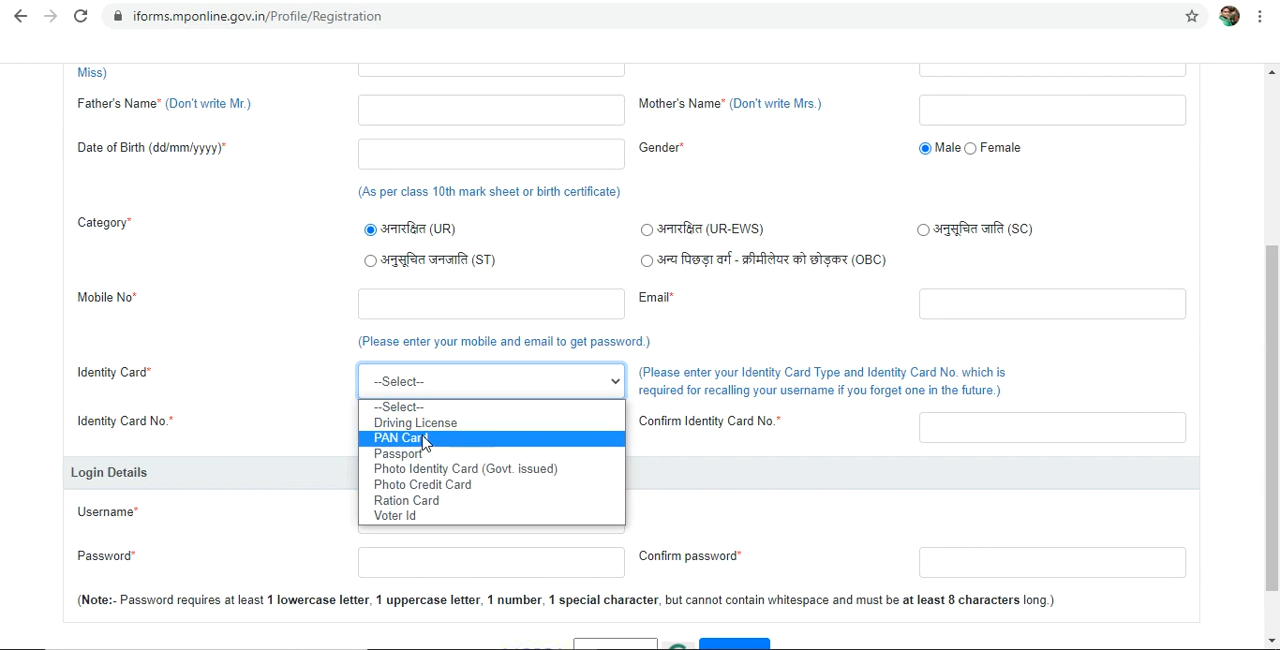 iforms.mponline.gov.in/Profile/Registration
Miss)
Father's Name* (Don't write Mr.)
Mother's Name* (Don't write Mrs.)
Date of Birth (dd/mm/yyyy)*
Gender*
Male Female
(As per class 10th mark sheet or birth certificate)
Category*
अनारक्षित (UR)
अनारक्षित (UR-EWS)
अनुसूचित जाति (SC)
अनुसूचित जनजाति (ST)
अन्य पिछड़ा वर्ग - क्रीमीलेयर को छोड़कर (OBC)
Mobile No*
Email*
(Please enter your mobile and email to get password.)
Identity Card*
--Select--
(Please enter your Identity Card Type and Identity Card No. which is
required for recalling your username if you forget one in the future.)
--Select--
Driving License
PAN Card
Passport
Photo Identity Card (Govt. issued)
Photo Credit Card
Ration Card
Voter Id
Identity Card No.*
Confirm Identity Card No.*
Login Details
Username*
Password*
Confirm password*
(Note:- Password requires at least 1 lowercase letter, 1 uppercase letter, 1 number, 1 special character, but cannot contain whitespace and must be at least 8 characters long.)